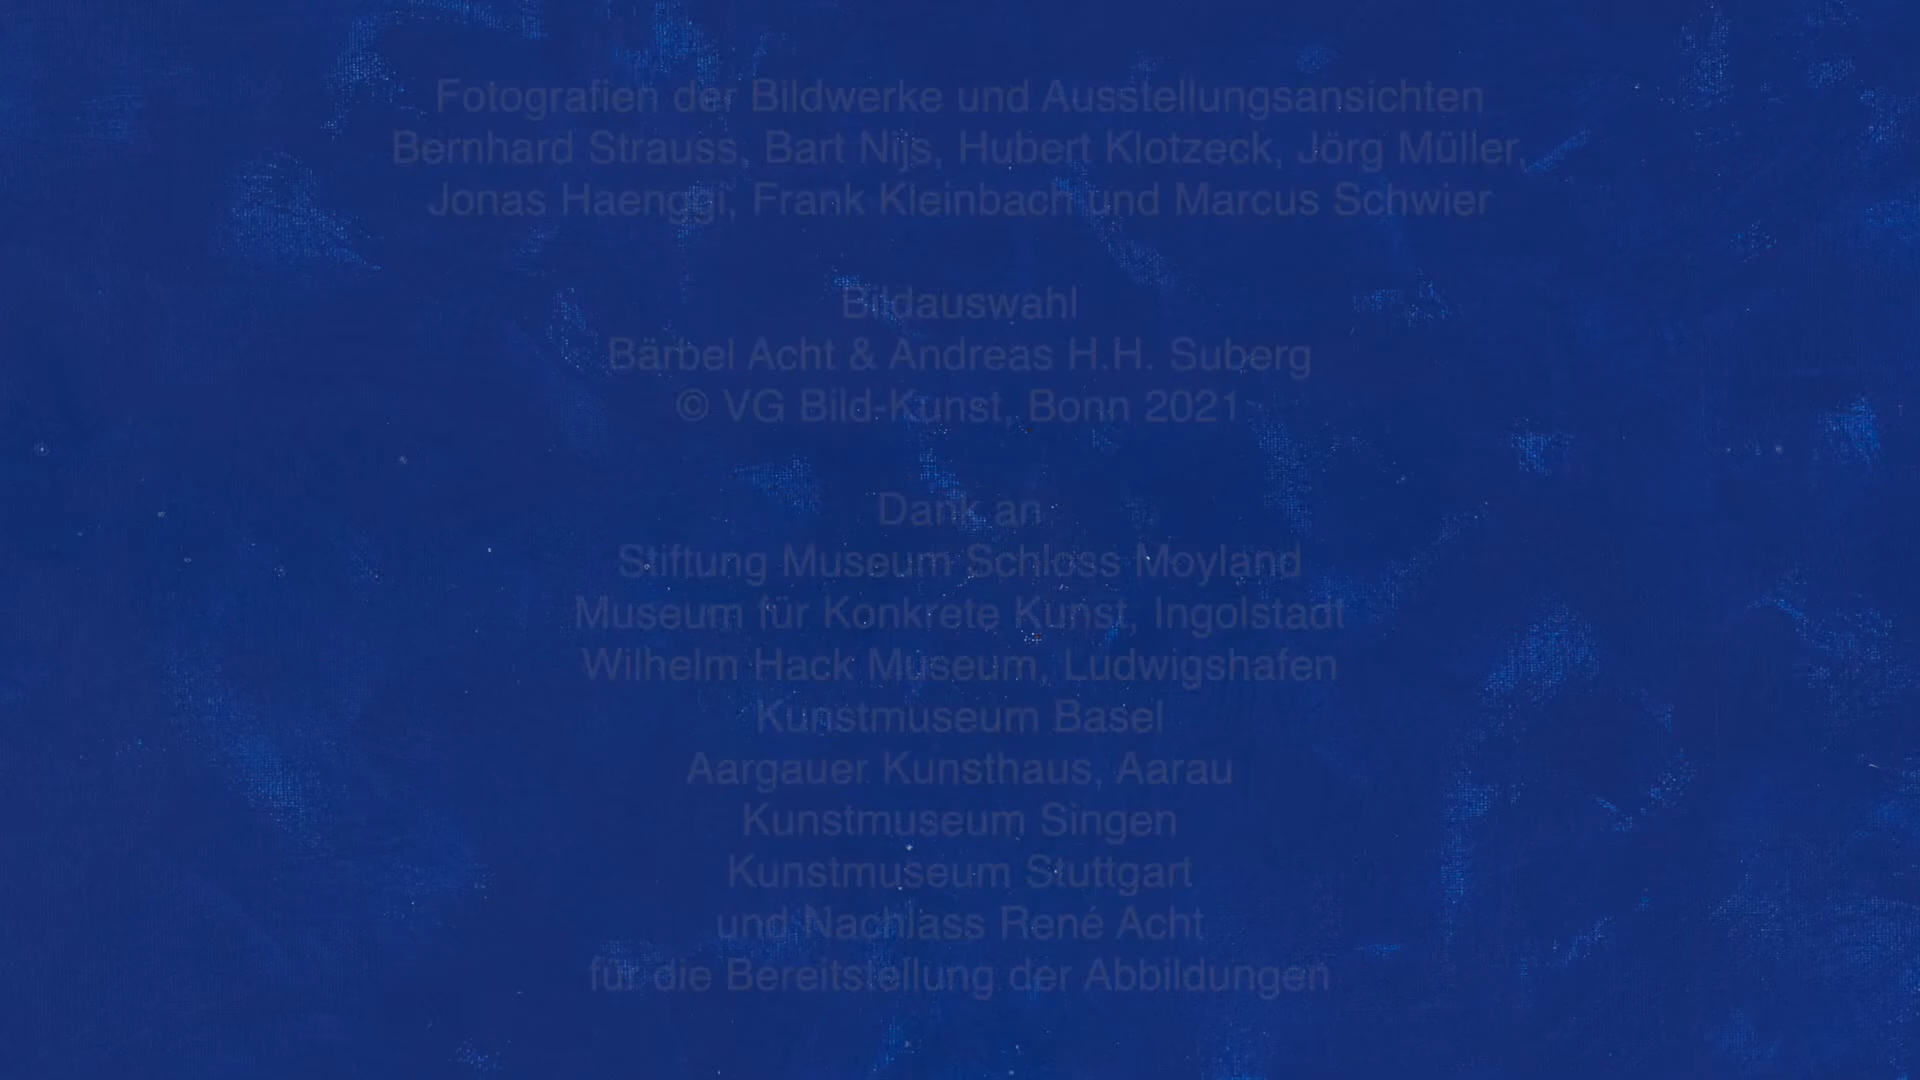 Fotografien der Bildwerke und Ausstellungsansichten
Bernhard Strauss, Bart Nijs, Hubert Klotzeck, Jörg Müller,
Jonas Haenggi, Frank Kleinbach und Marcus Schwier
Bildauswahl
Bärbel Acht & Andreas H.H. Suberg
© VG Bild-Kunst, Bonn 2021
Dank an
Stiftung Museum Schloss Moyland
Museum für Konkrete Kunst, Ingolstadt
Wilhelm Hack Museum, Ludwigshafen
Kunstmuseum Basel
Aargauer Kunsthaus, Aarau
Kunstmuseum Singen
Kunstmuseum Stuttgart
und Nachlass René Acht
für die Bereitstellung der Abbildungen